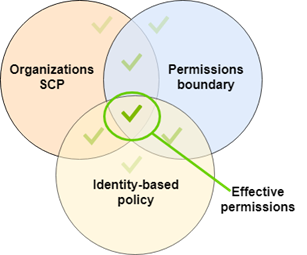 Organizations
SCP
Permissions
boundary
Identity-based
policy
Effective
permissions